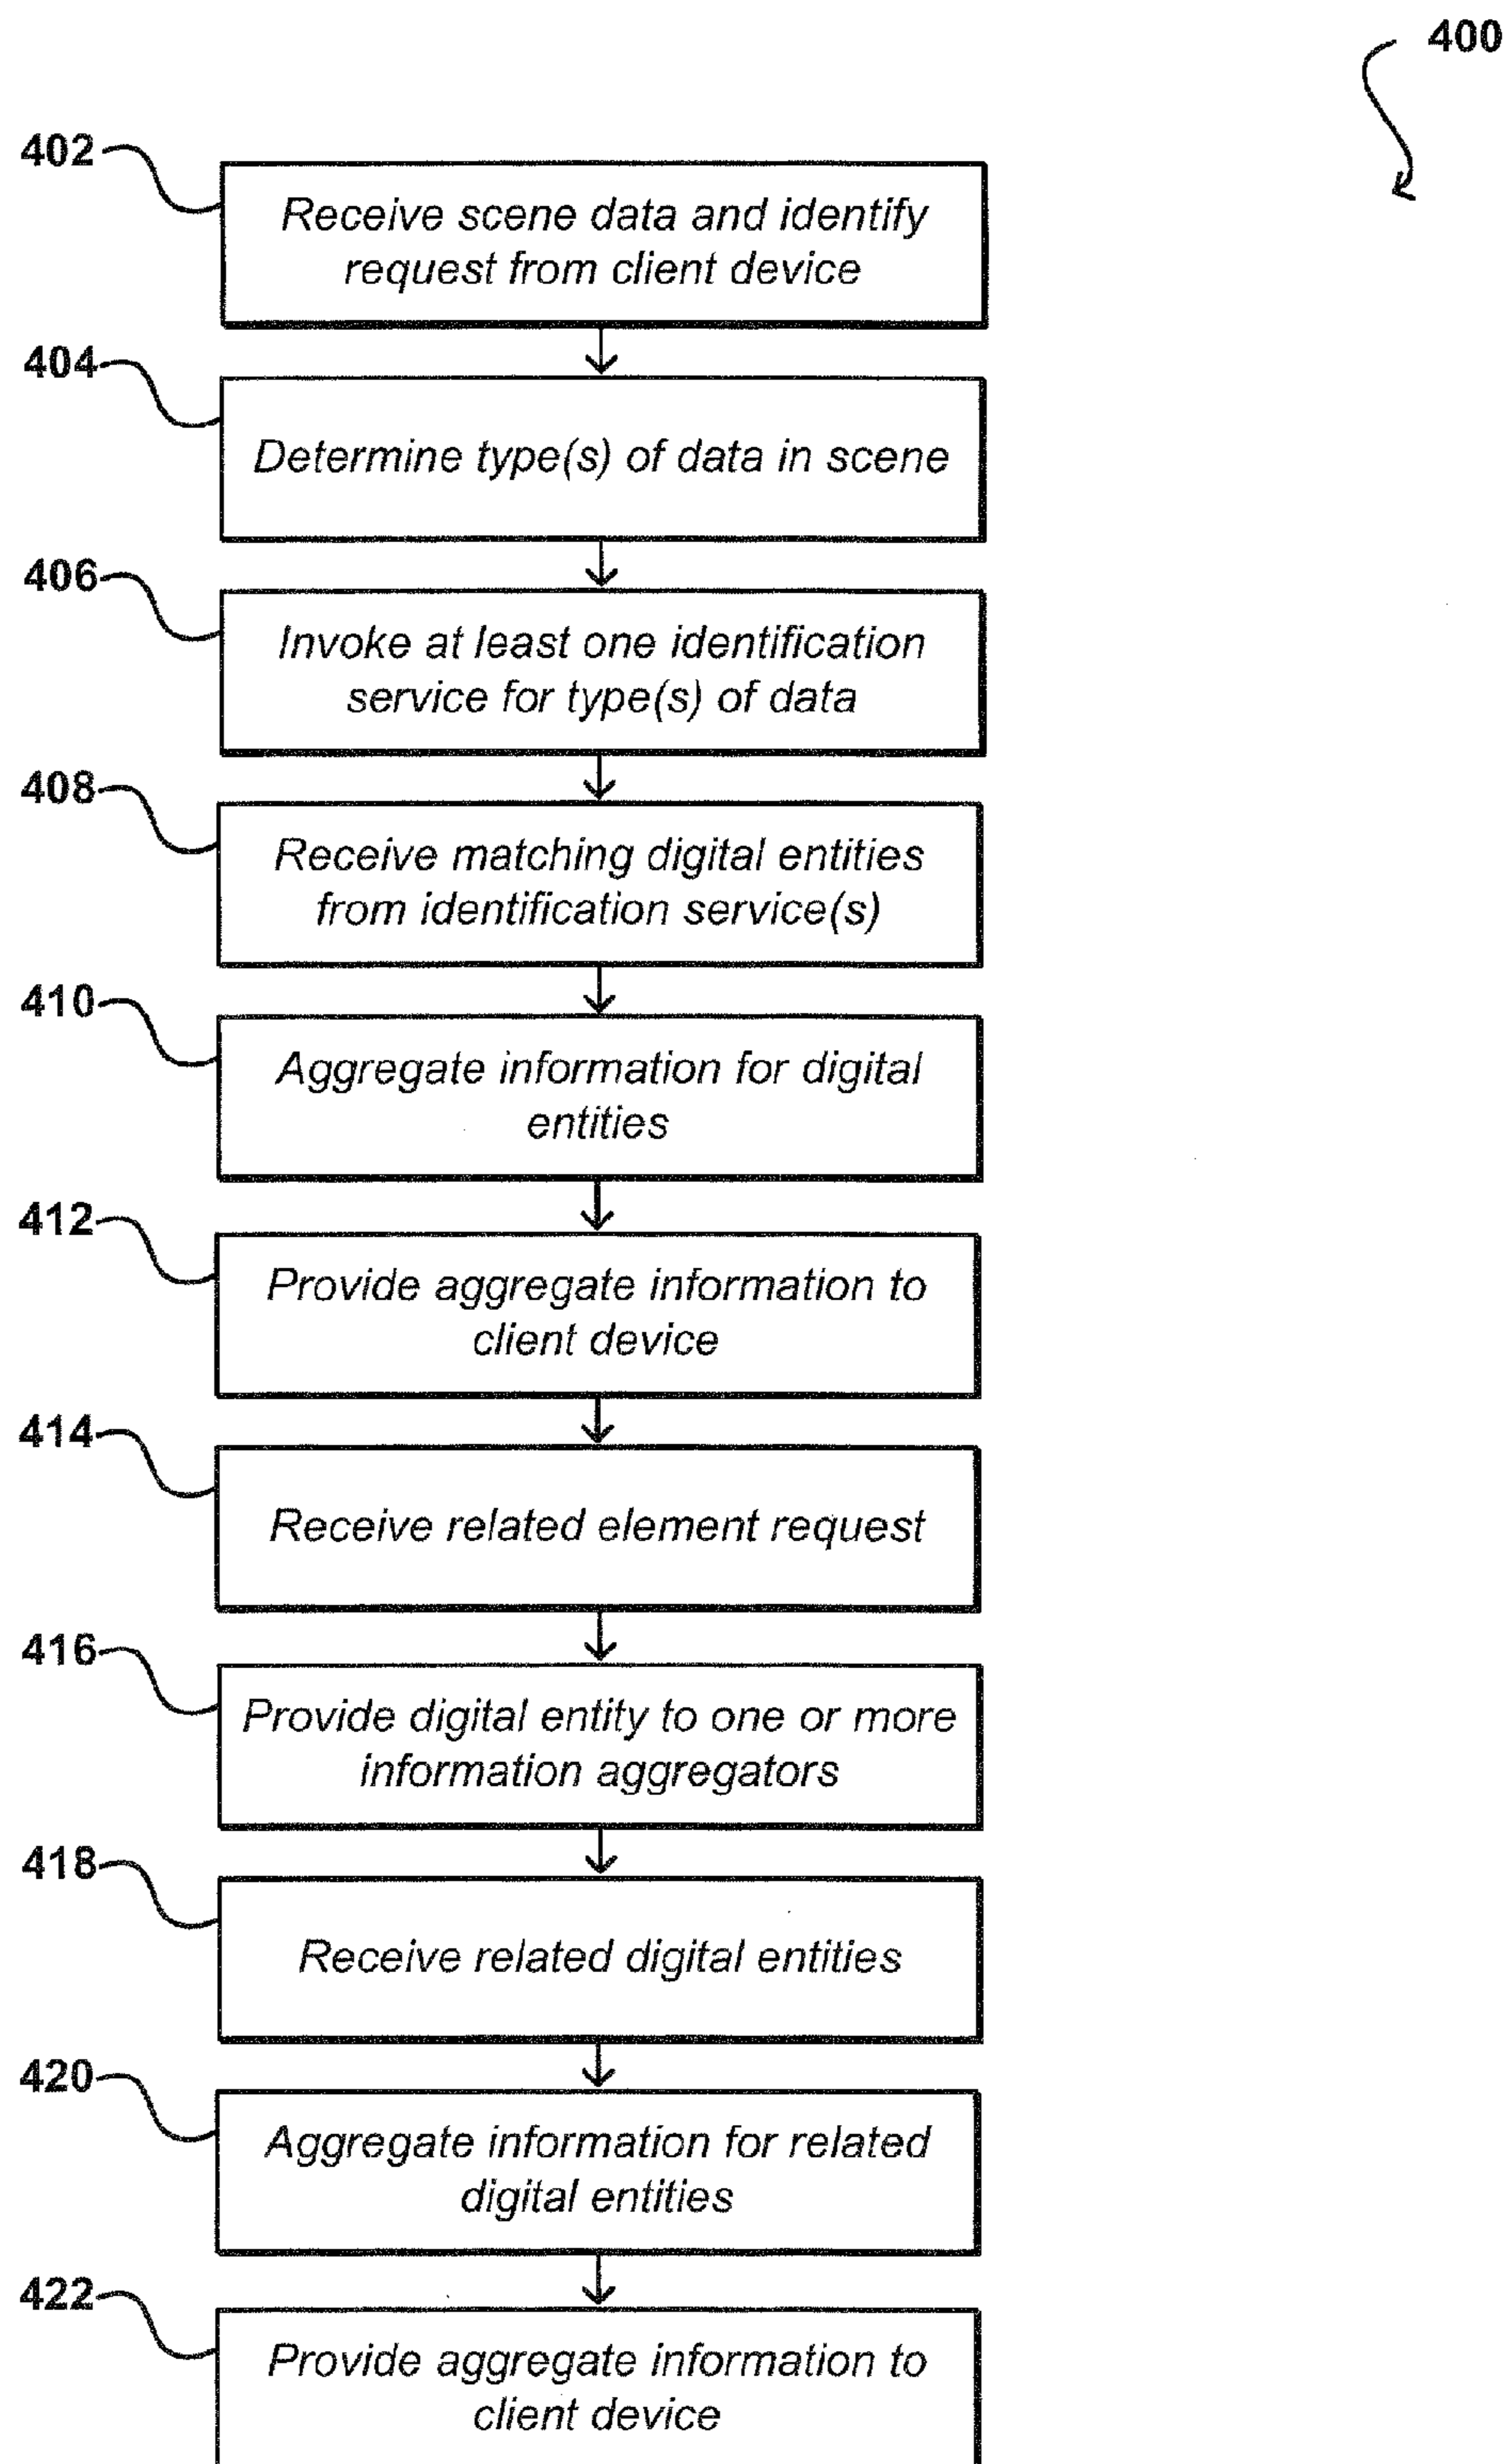 400
402
Receive scene data and identify
request from client device
404
Determine type(s) of data in scene
406
Invoke at least one identification
service for type(s) of data
408
Receive matching digital entities
from identification service(s)
410
Aggregate information for digital
entities
412
Provide aggregate information to
client device
414
Receive related element request
416
Provide digital entity to one or more
information aggregators
418
Receive related digital entities
420
Aggregate information for related
digital entities
422
Provide aggregate information to
client device